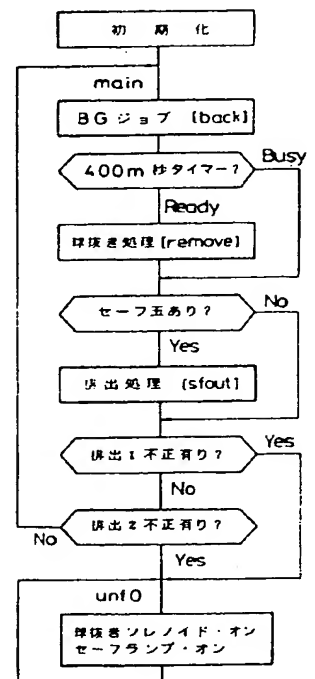 初期化
main
BGジョブ [back]
400m秒タイマー?
Busy
Ready
球抜き処理[remove]
セーフ玉あり?
No
Yes
排出処理 [sfout]
排出1不正有り?
Yes
No
排出2不正有り?
No
Yes
unf0
球抜きソレノイド・オン
セーフランプ・オン